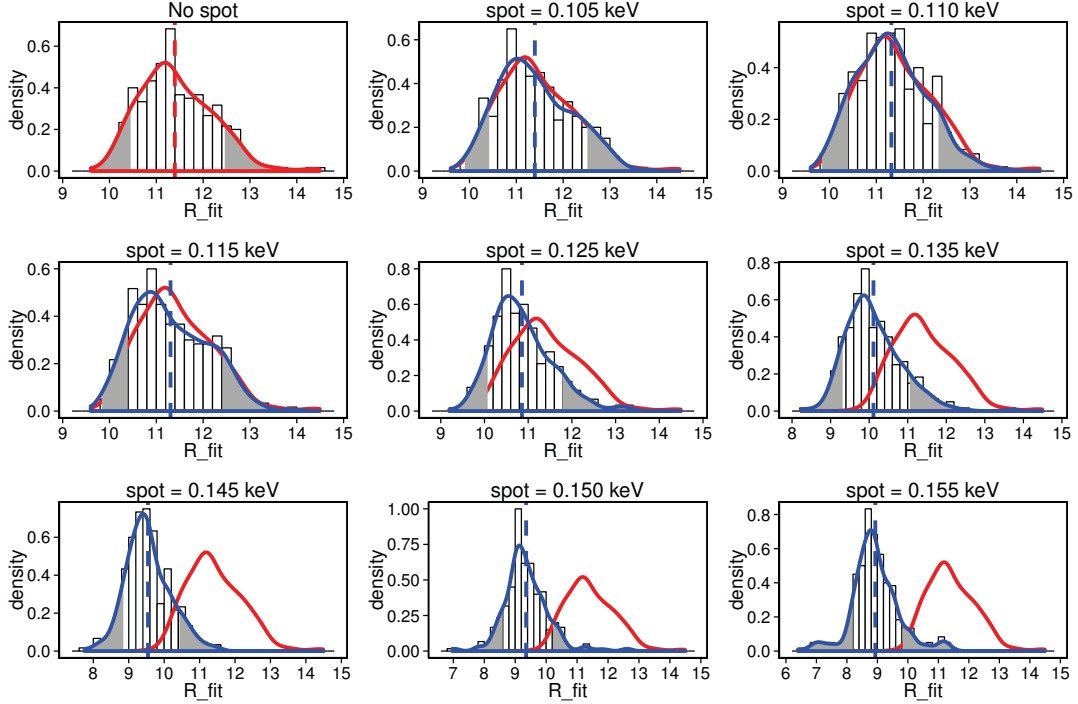 No spot
spot = 0.105 keV
spot = 0.110 keV
density
0.6
0.4
0.2
0.0
9 10 11 12 13 14 15
R_fit
density
0.6
0.4
0.2
0.0
9 10 11 12 13 14 15
R_fit
density
0.4
0.2
0.0
9 10 11 12 13 14 15
R_fit
spot = 0.115 keV
spot = 0.125 keV
spot = 0.135 keV
density
0.6
0.4
0.2
0.0
9 10 11 12 13 14 15
R_fit
density
0.8
0.6
0.4
0.2
0.0
9 10 11 12 13 14 15
R_fit
density
0.8
0.6
0.4
0.2
0.0
8 9 10 11 12 13 14 15
R_fit
spot = 0.145 keV
spot = 0.150 keV
spot = 0.155 keV
density
0.6
0.4
0.2
0.0
8 9 10 11 12 13 14 15
R_fit
density
1.00
0.75
0.50
0.25
0.00
7 8 9 10 11 12 13 14 15
R_fit
density
0.8
0.6
0.4
0.2
0.0
6 7 8 9 10 11 12 13 14 15
R_fit